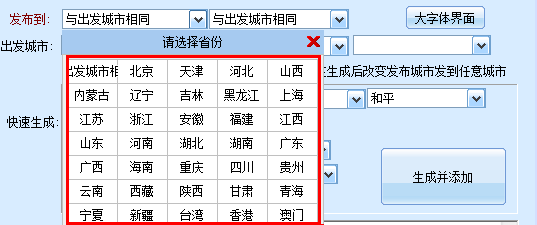 发布到: 与出发城市相同 与出发城市相同 大字体界面
出发城市: 请选择省份
出发城市相 北京 天津 河北 山西
生成后改变发布城市发到任意城市
内蒙古 辽宁 吉林 黑龙江 上海
和平
快速生成: 江苏 浙江 安徽 福建 江西
山东 河南 湖北 湖南 广东
广西 海南 重庆 四川 贵州
生成并添加
云南 西藏 陕西 甘肃 青海
宁夏 新疆 台湾 香港 澳门